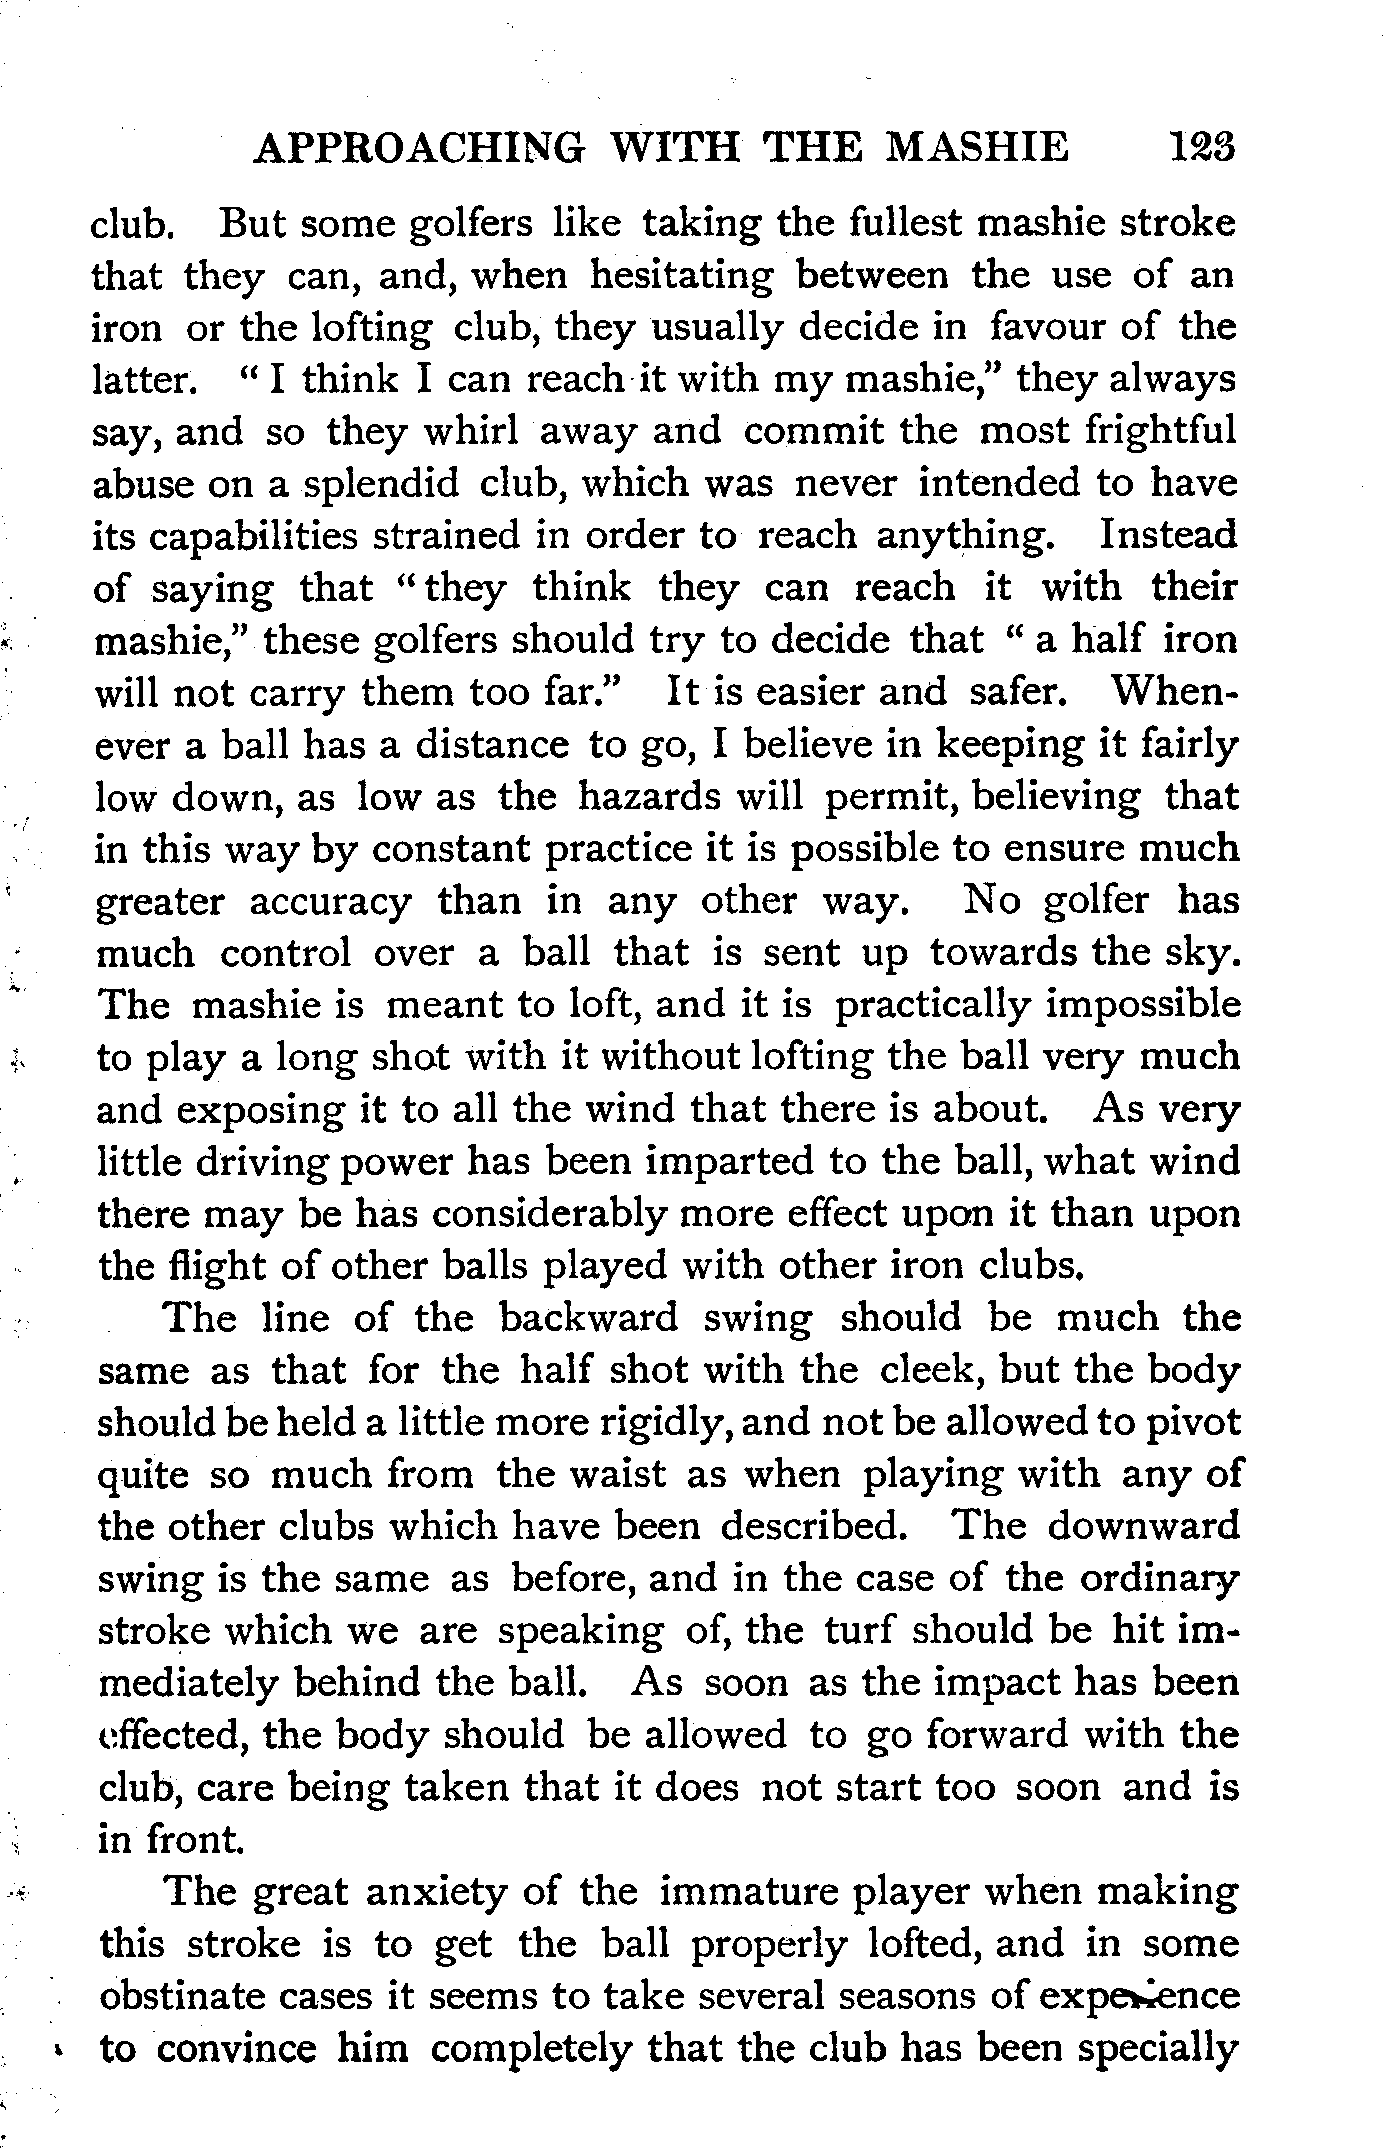 APPROACHING WITH THE MASHIE 123
club. But some golfers like taking the fullest mashie stroke
that they can, and, when hesitating between the use of an
iron or the lofting club, they usually decide in favour of the
latter. “ I think I can reach it with my mashie,” they always
say, and so they whirl away and commit the most frightful
abuse on a splendid club, which was never intended to have
its capabilities strained in order to reach anything. Instead
of saying that “ they think they can reach it with their
mashie,” these golfers should try to decide that “ a half iron
will not carry them too far.” It is easier and safer. When-
ever a ball has a distance to go, I believe in keeping it fairly
low down, as low as the hazards will permit, believing that
in this way by constant practice it is possible to ensure much
greater accuracy than in any other way. No golfer has
much control over a ball that is sent up towards the sky.
The mashie is meant to loft, and it is practically impossible
to play a long shot with it without lofting the ball very much
and exposing it to all the wind that there is about. As very
little driving power has been imparted to the ball, what wind
there may be has considerably more effect upon it than upon
the flight of other balls played with other iron clubs.
The line of the backward swing should be much the
same as that for the half shot with the cleek, but the body
should be held a little more rigidly, and not be allowed to pivot
quite so much from the waist as when playing with any of
the other clubs which have been described. The downward
swing is the same as before, and in the case of the ordinary
stroke which we are speaking of, the turf should be hit im-
mediately behind the ball. As soon as the impact has been
effected, the body should be allowed to go forward with the
club, care being taken that it does not start too soon and is
in front.
The great anxiety of the immature player when making
this stroke is to get the ball properly lofted, and in some
obstinate cases it seems to take several seasons of experience
to convince him completely that the club has been specially